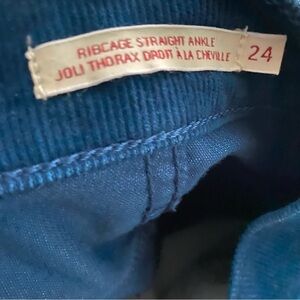 RIBCAGE STRAIGHT ANKLE
JOLI THORAX DROIT À LA CHEVILLE
24